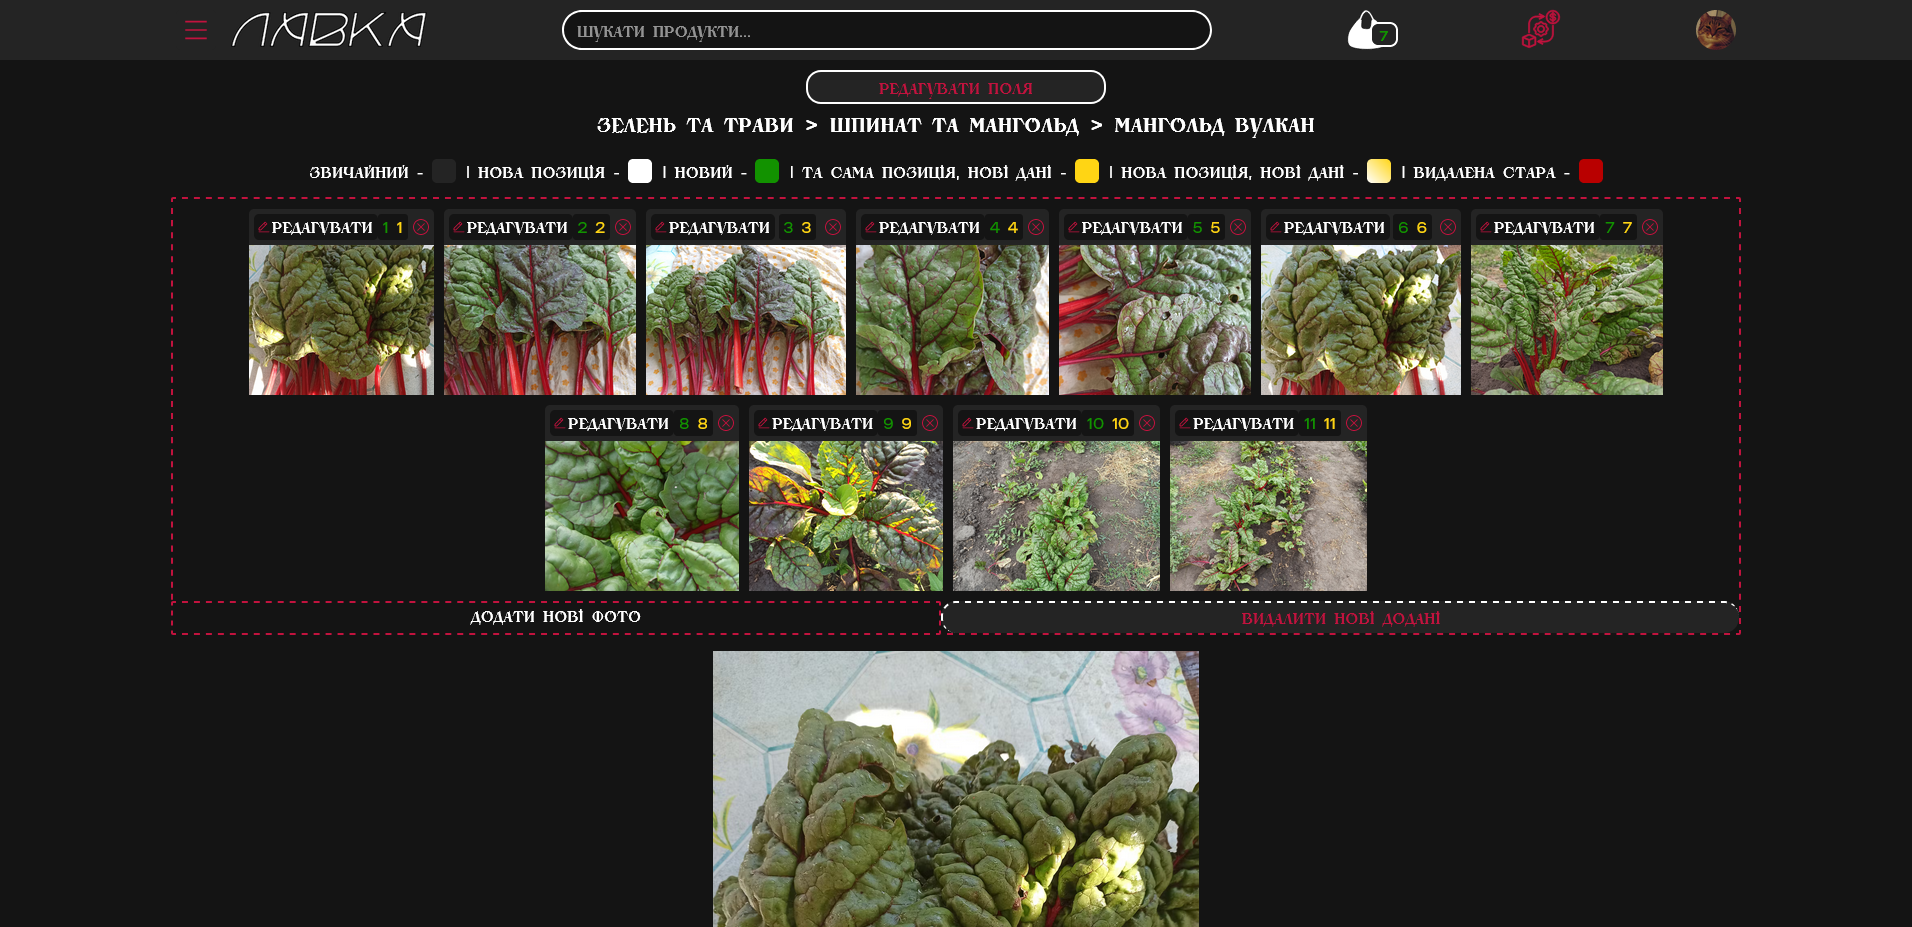 ЛАВКА
ШУКАТИ ПРОДУКТИ...
7
РЕДАГУВАТИ ПОЛЯ
ЗЕЛЕНЬ ТА ТРАВИ > ШПИНАТ ТА МАНГОЛЬД > МАНГОЛЬД ВУЛКАН
ЗВИЧАЙНИЙ - | НОВА ПОЗИЦІЯ - | НОВИЙ - | ТА САМА ПОЗИЦІЯ, НОВІ ДАНІ - | НОВА ПОЗИЦІЯ, НОВІ ДАНІ - | ВИДАЛЕНА СТАРА -
РЕДАГУВАТИ 1 1
РЕДАГУВАТИ 2 2
РЕДАГУВАТИ 3 3
РЕДАГУВАТИ 4 4
РЕДАГУВАТИ 5 5
РЕДАГУВАТИ 6 6
РЕДАГУВАТИ 7 7
РЕДАГУВАТИ 8 8
РЕДАГУВАТИ 9 9
РЕДАГУВАТИ 10 10
РЕДАГУВАТИ 11 11
ДОДАТИ НОВІ ФОТО
ВИДАЛИТИ НОВІ ДОДАНІ